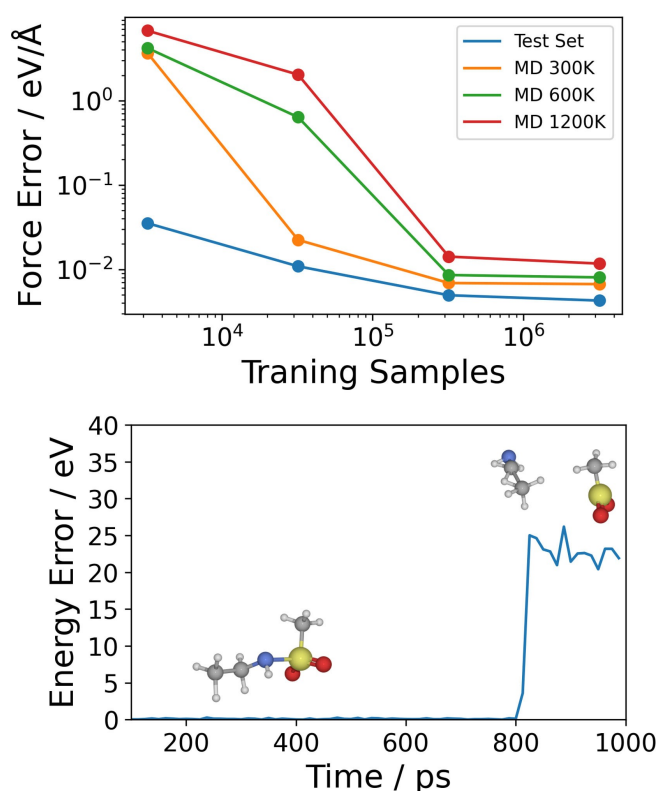 Force Error / eV/Å
10⁰
10⁻¹
10⁻²
Test Set
MD 300K
MD 600K
MD 1200K
10⁴ 10⁵ 10⁶
Traning Samples
Energy Error / eV
40
35
30
25
20
15
10
5
0
200 400 600 800 1000
Time / ps